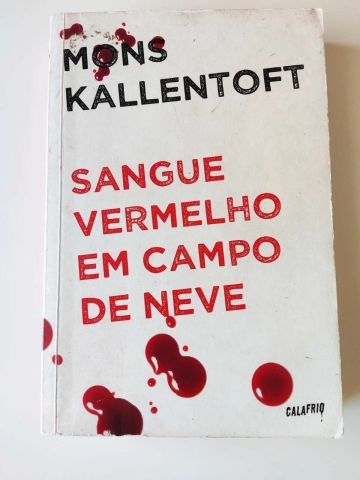 MONS
KALLENTOFT
SANGUE
VERMELHO
EM CAMPO
DE NEVE
CALAFRIO